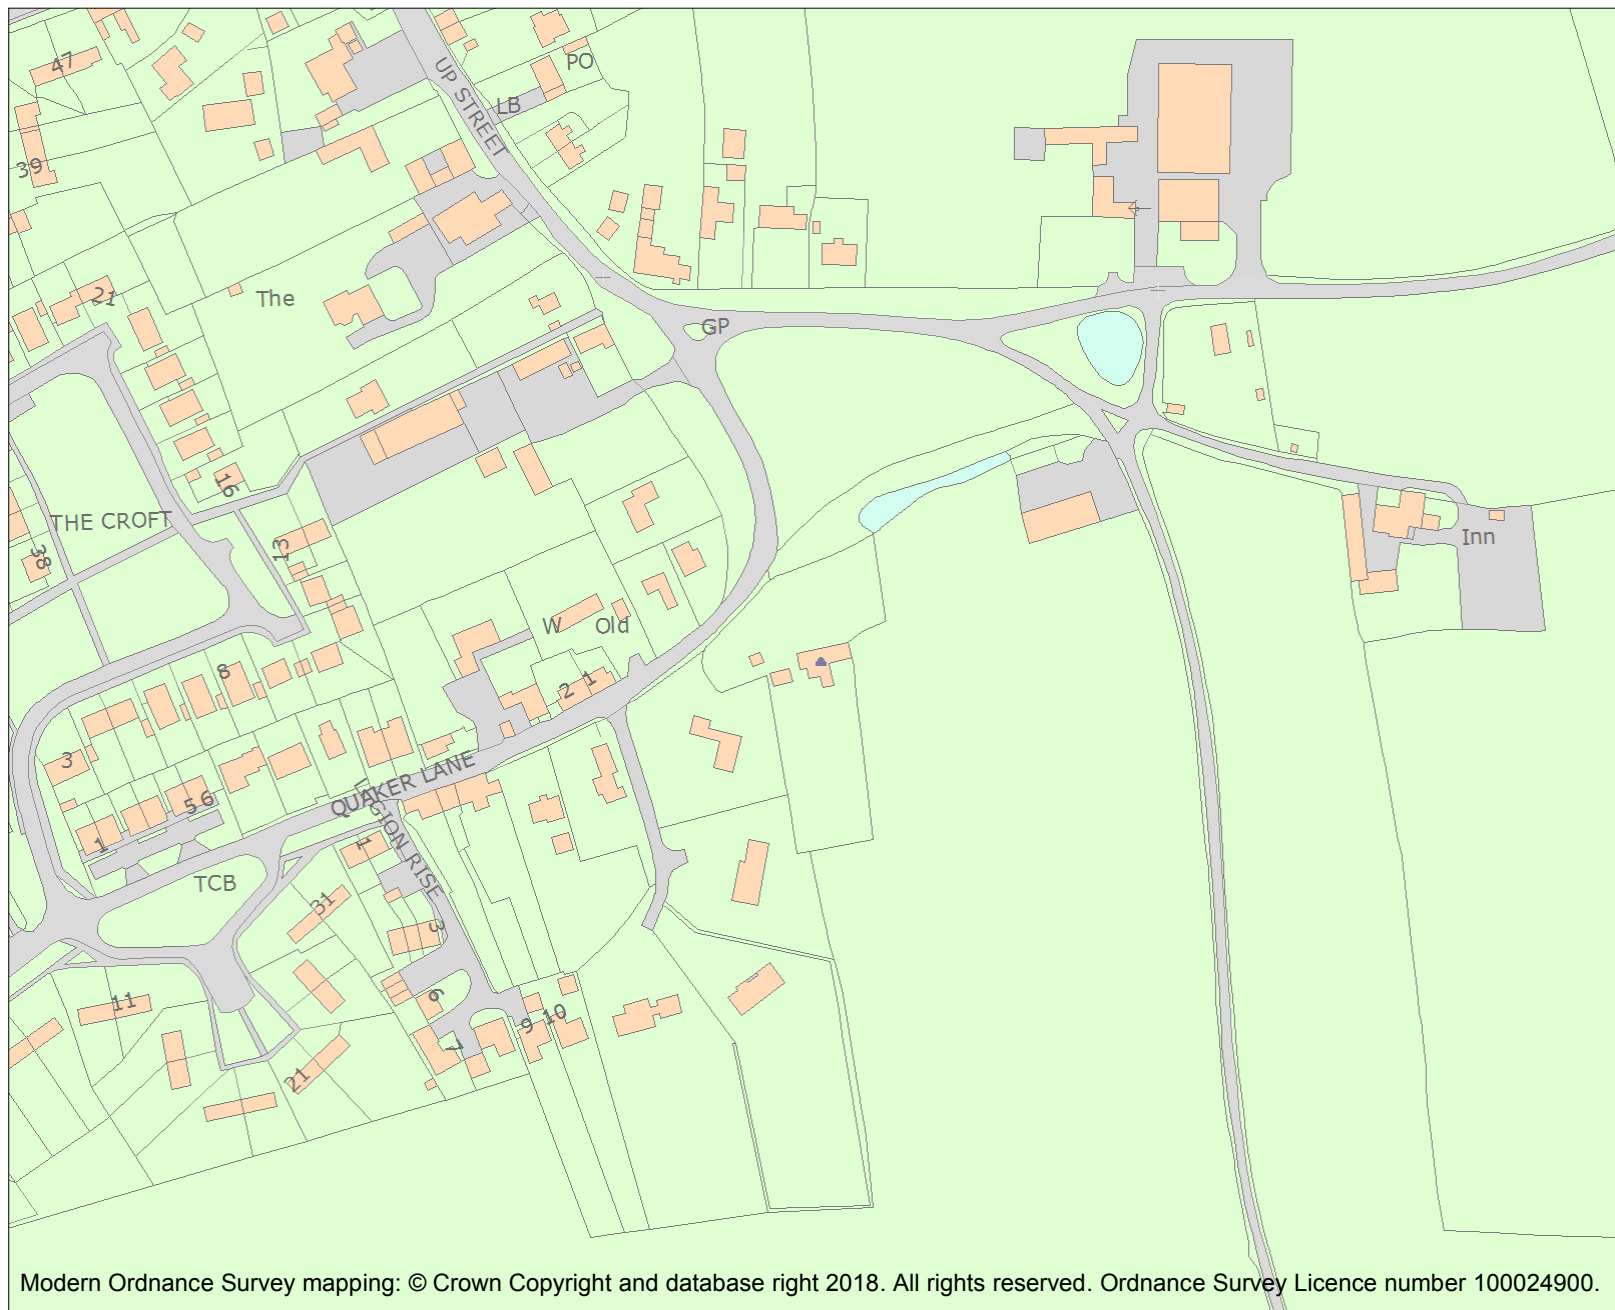 47
PO
UP STREET
LB
39
21
The
GP
16
THE CROFT
38
13
Inn
W
Old
8
2
1
3
QUAKER LANE
5
6
1
LEGION RISE
1
TCB
31
3
11
6
9
10
7
21
Modern Ordnance Survey mapping: © Crown Copyright and database right 2018. All rights reserved. Ordnance Survey Licence number 100024900.